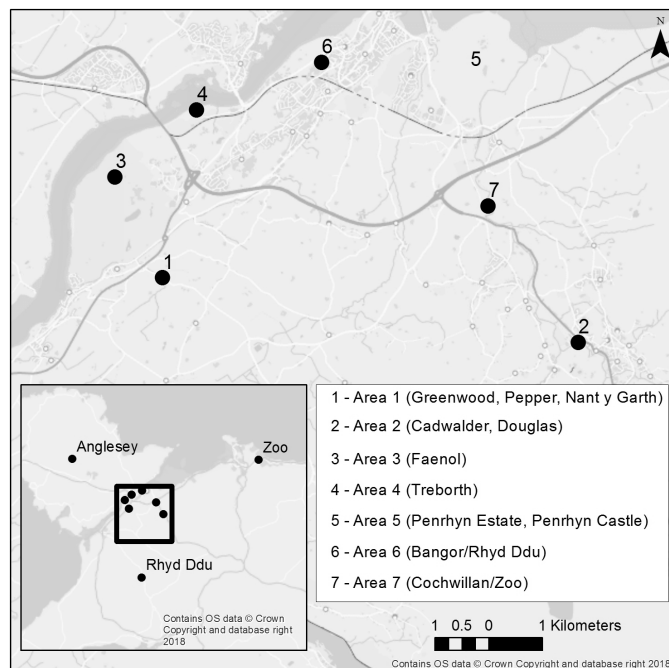 N
6
5
4
3
7
1
2
1 - Area 1 (Greenwood, Pepper, Nant y Garth)
2 - Area 2 (Cadwalder, Douglas)
3 - Area 3 (Faenol)
4 - Area 4 (Treborth)
5 - Area 5 (Penrhyn Estate, Penrhyn Castle)
6 - Area 6 (Bangor/Rhyd Ddu)
7 - Area 7 (Cochwillan/Zoo)
Anglesey
Zoo
Rhyd Ddu
Contains OS data © Crown
Copyright and database right
2018
1 0.5 0 1 Kilometers
Contains OS data © Crown Copyright and database right 2018